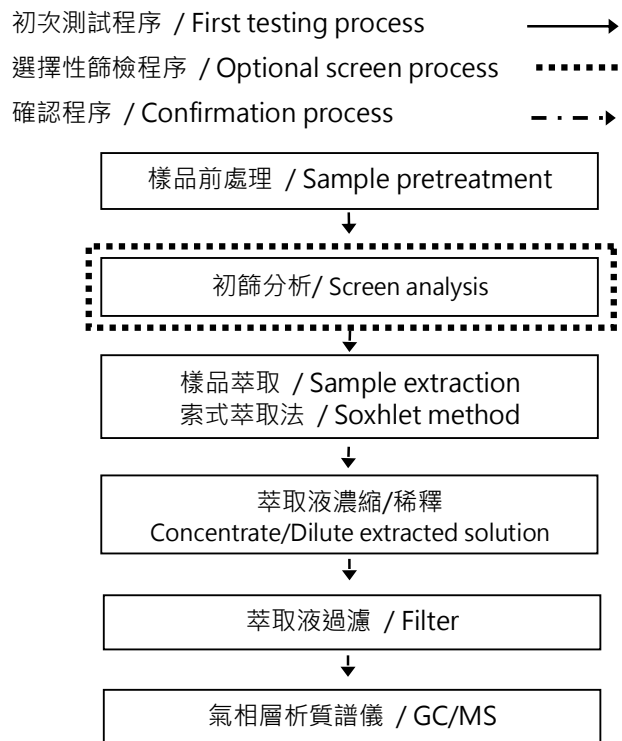 初次測試程序 / First testing process
選擇性篩檢程序 / Optional screen process
確認程序 / Confirmation process
樣品前處理 / Sample pretreatment
初篩分析/ Screen analysis
樣品萃取 / Sample extraction
索式萃取法 / Soxhlet method
萃取液濃縮/稀釋
Concentrate/Dilute extracted solution
萃取液過濾 / Filter
氣相層析質譜儀 / GC/MS